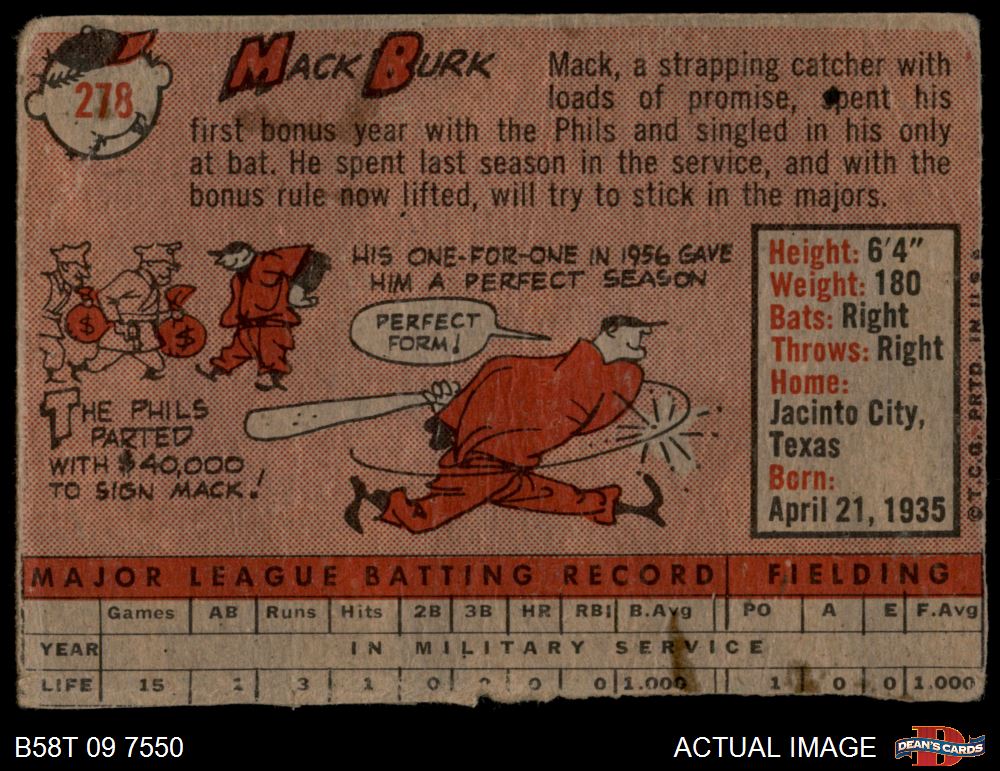 278
MACK BURK
Mack, a strapping catcher with
loads of promise, spent his
first bonus year with the Phils and singled in his only
at bat. He spent last season in the service, and with the
bonus rule now lifted, will try to stick in the majors.
$ $
THE PHILS
PARTED
WITH $40,000
TO SIGN MACK!
HIS ONE-FOR-ONE IN 1956 GAVE
HIM A PERFECT SEASON
PERFECT
FORM!
Height: 6'4"
Weight: 180
Bats: Right
Throws: Right
Home:
Jacinto City,
Texas
Born:
April 21, 1935
© T.C.G. PRTD. IN U.S.A.
MAJOR LEAGUE BATTING RECORD FIELDING
Games AB Runs Hits 2B 3B HR RBI B.Avg PO A E F.Avg
YEAR IN MILITARY SERVICE
LIFE 15 1 3 1 0 0 0 1.000 1 0 0 1.000
B58T 09 7550
ACTUAL IMAGE
DEAN'S CARDS